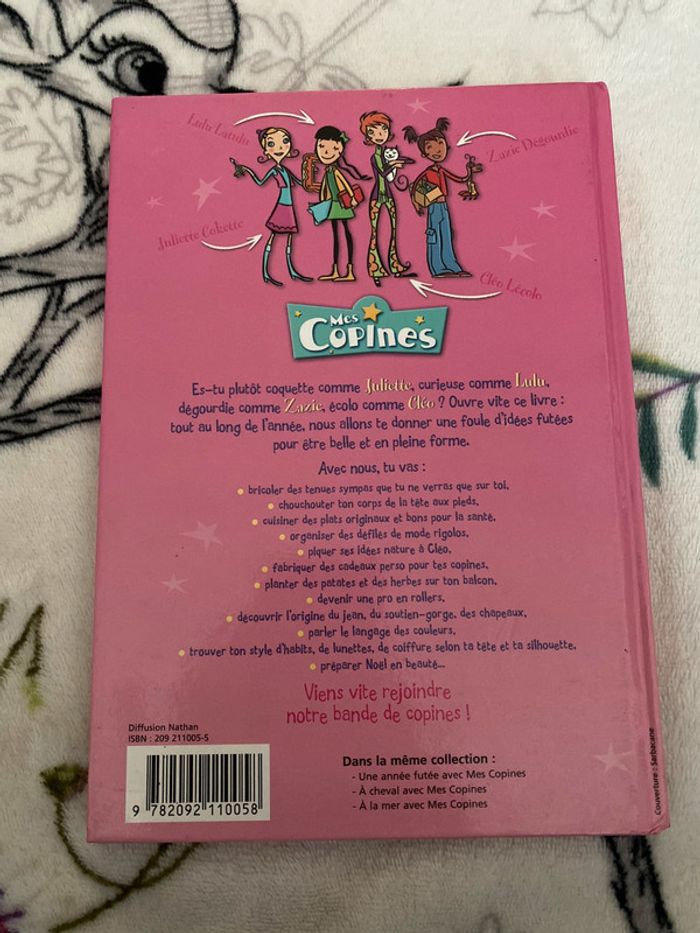 Lulu Latulu
Zazie Dégourdie
Juliette Cokette
Cléo Lécolo
Mes
Copines
Es-tu plutôt coquette comme Juliette, curieuse comme Lulu,
dégourdie comme Zazie, écolo comme Cléo ? Ouvre vite ce livre :
tout au long de l'année, nous allons te donner une foule d'idées futées
pour être belle et en pleine forme.
Avec nous, tu vas :
• bricoler des tenues sympas que tu ne verras que sur toi,
• chouchouter ton corps de la tête aux pieds,
• cuisiner des plats originaux et bons pour la santé,
• organiser des défilés de mode rigolos,
• piquer ses idées nature à Cléo,
• fabriquer des cadeaux perso pour tes copines,
• planter des patates et des herbes sur ton balcon,
• devenir une pro en rollers,
• découvrir l'origine du jean, du soutien-gorge, des chapeaux,
• parler le langage des couleurs,
• trouver ton style d'habits, de lunettes, de coiffure selon ta tête et ta silhouette,
• préparer Noël en beauté...
Viens vite rejoindre
notre bande de copines !
Diffusion Nathan
ISBN : 209 211005-5
9 782092 110058
Dans la même collection :
- Une année futée avec Mes Copines
- À cheval avec Mes Copines
- À la mer avec Mes Copines
Couverture : Sarbacane